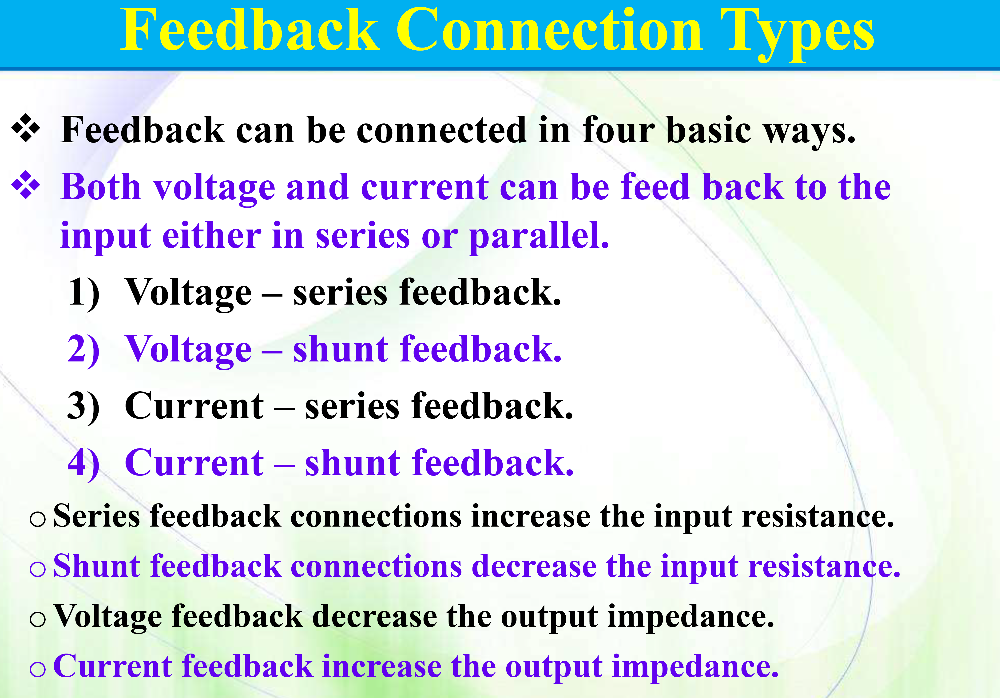 Feedback Connection Types
❖ Feedback can be connected in four basic ways.
❖ Both voltage and current can be feed back to the
input either in series or parallel.
1) Voltage – series feedback.
2) Voltage – shunt feedback.
3) Current – series feedback.
4) Current – shunt feedback.
o Series feedback connections increase the input resistance.
o Shunt feedback connections decrease the input resistance.
o Voltage feedback decrease the output impedance.
o Current feedback increase the output impedance.